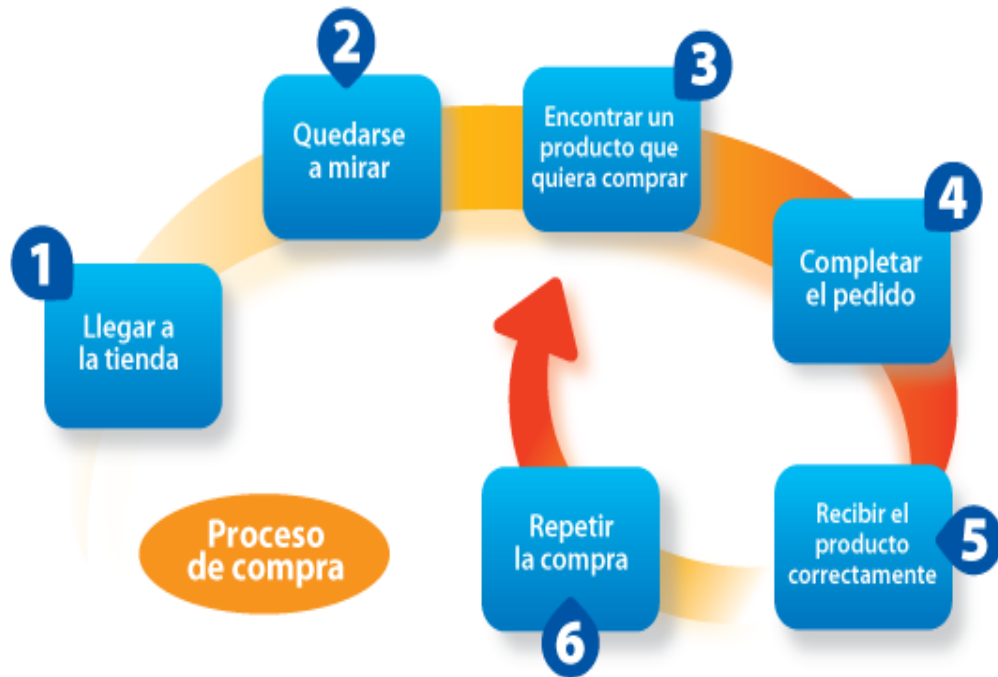 1
Llegar a
la tienda
2
Quedarse
a mirar
3
Encontrar un
producto que
quiera comprar
4
Completar
el pedido
5
Recibir el
producto
correctamente
6
Repetir
la compra
Proceso
de compra